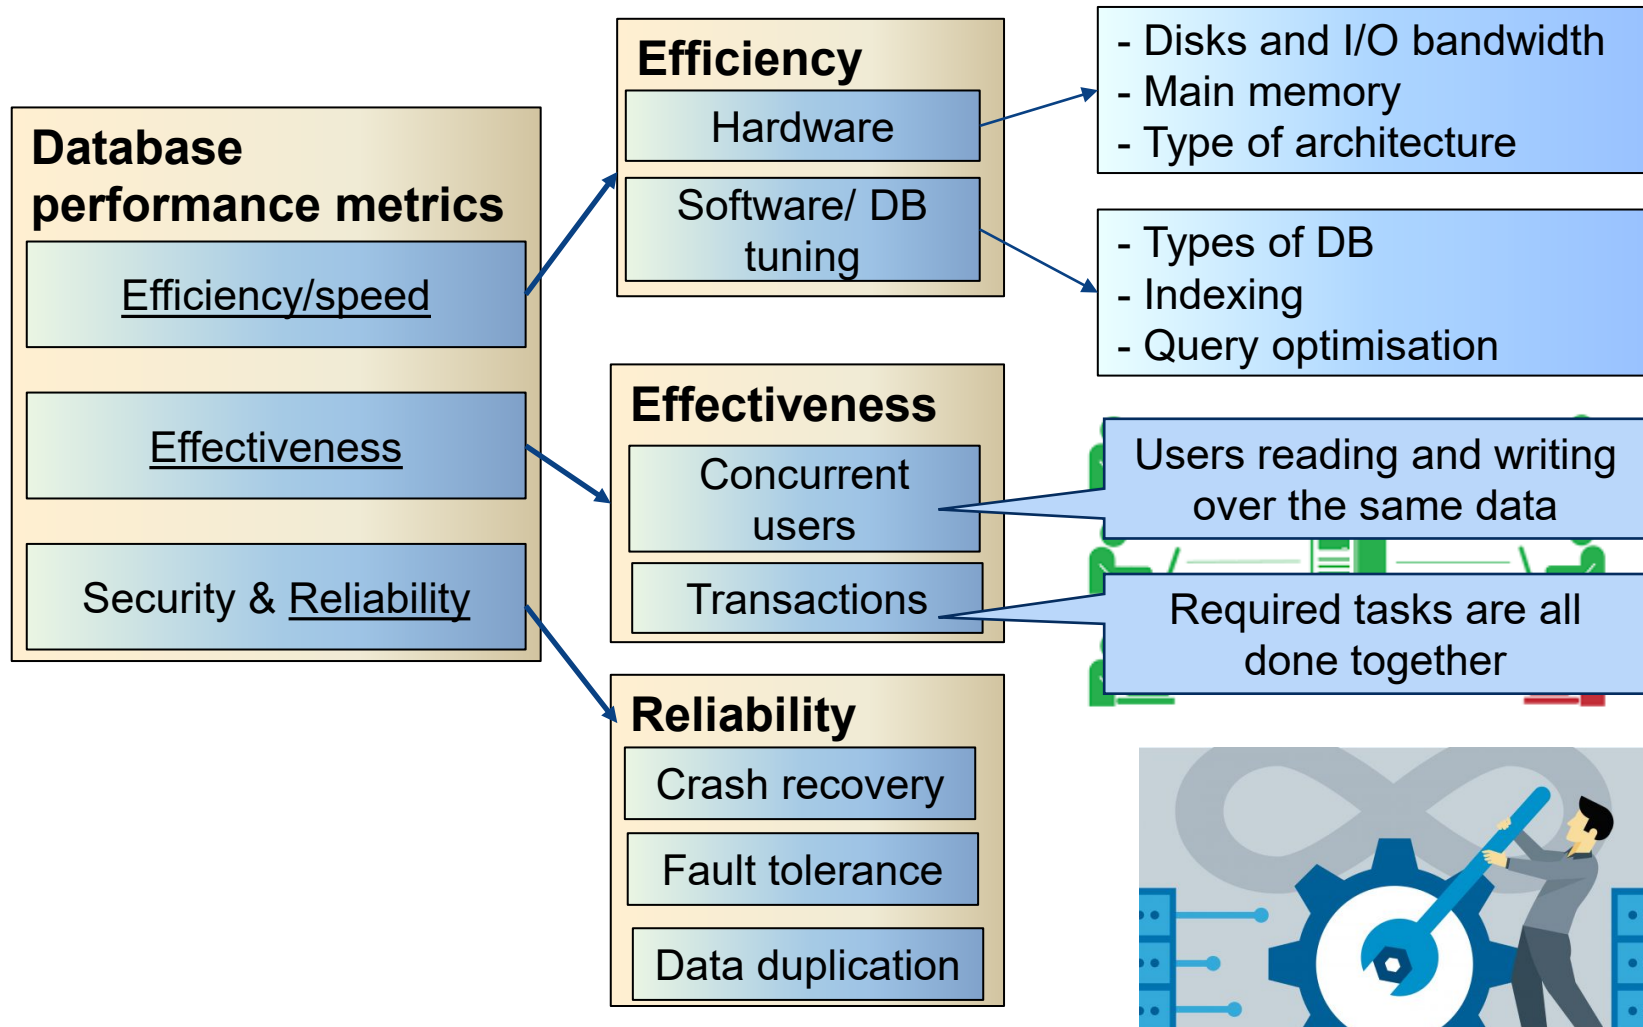 Database
performance metrics
Efficiency/speed
Effectiveness
Security & Reliability
Efficiency
Hardware
Software/ DB
tuning
- Disks and I/O bandwidth
- Main memory
- Type of architecture
- Types of DB
- Indexing
- Query optimisation
Effectiveness
Concurrent
users
Transactions
Users reading and writing
over the same data
Required tasks are all
done together
Reliability
Crash recovery
Fault tolerance
Data duplication